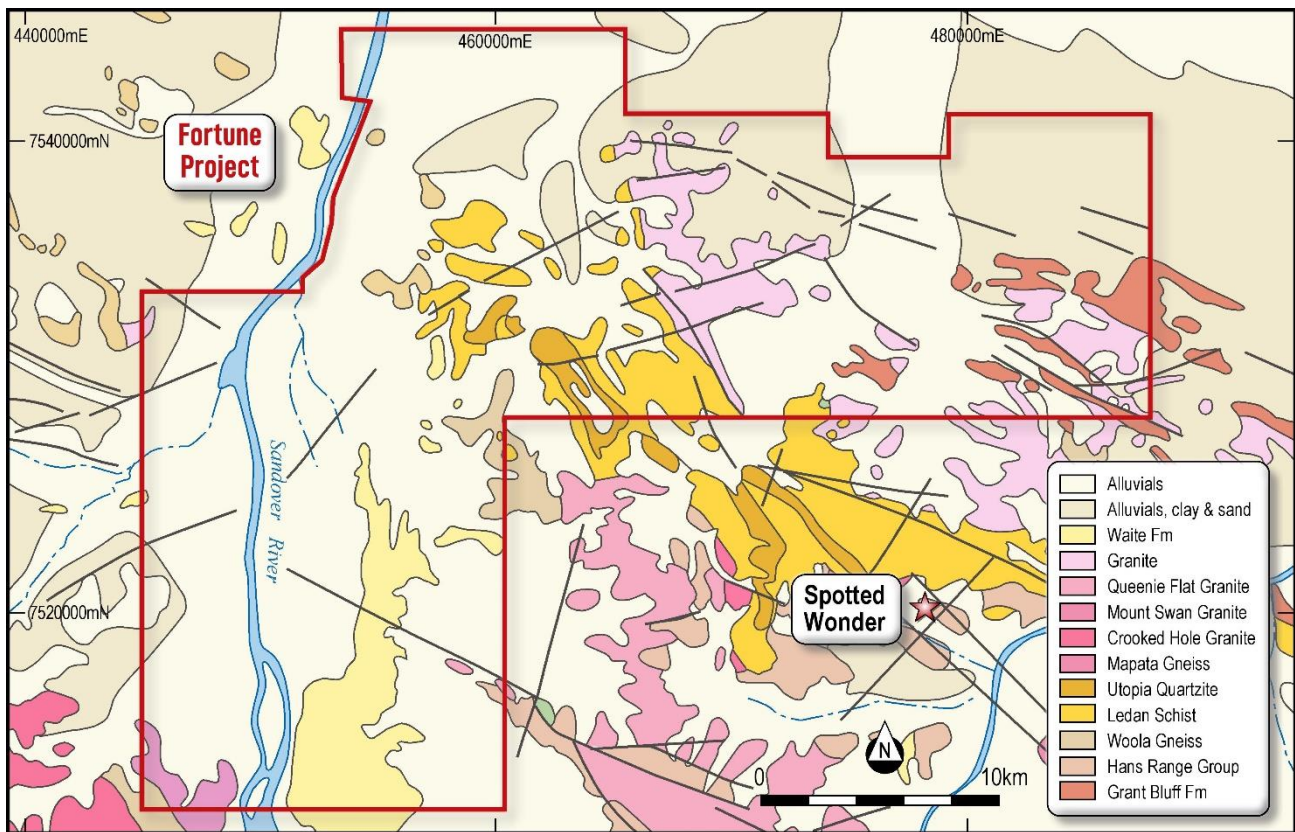 440000mE
460000mE
480000mE
Fortune
Project
7540000mN
Sandover River
7520000mN
Spotted
Wonder
N
0
10km
Alluvials
Alluvials, clay & sand
Waite Fm
Granite
Queenie Flat Granite
Mount Swan Granite
Crooked Hole Granite
Mapata Gneiss
Utopia Quartzite
Ledan Schist
Woola Gneiss
Hans Range Group
Grant Bluff Fm